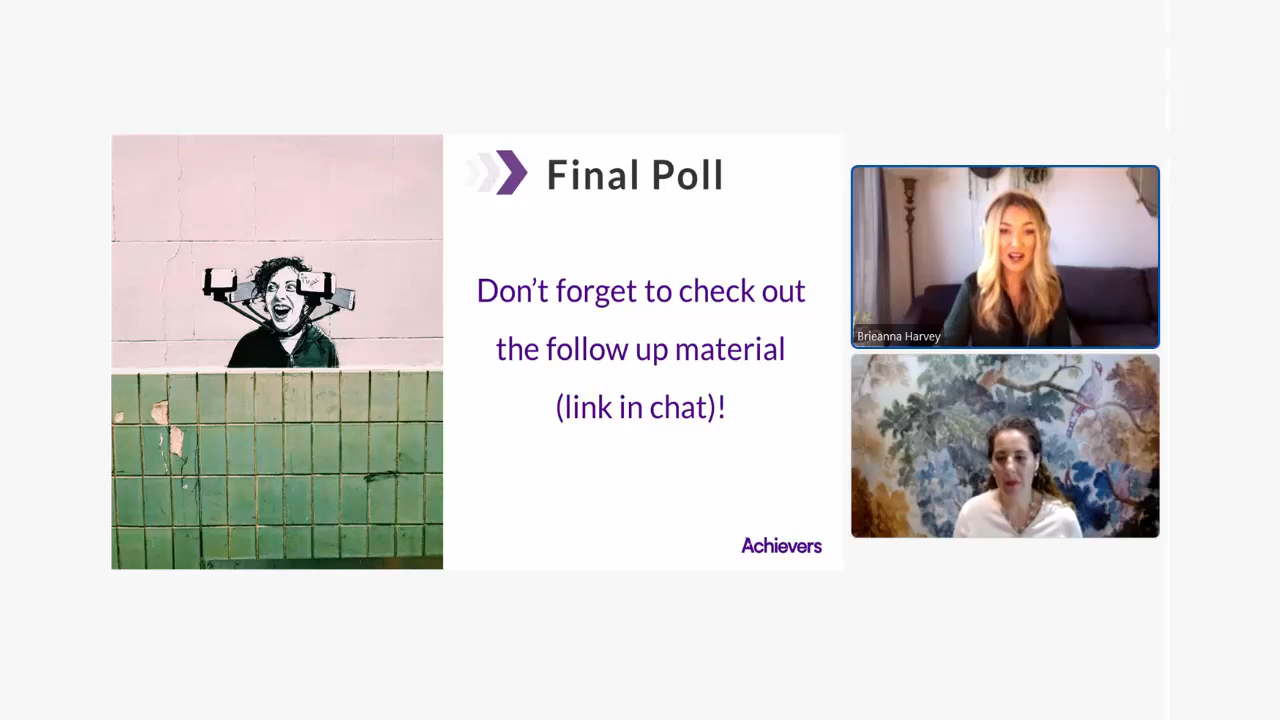 Final Poll
Don't forget to check out
the follow up material
(link in chat)!
Achievers
Brieanna Harvey